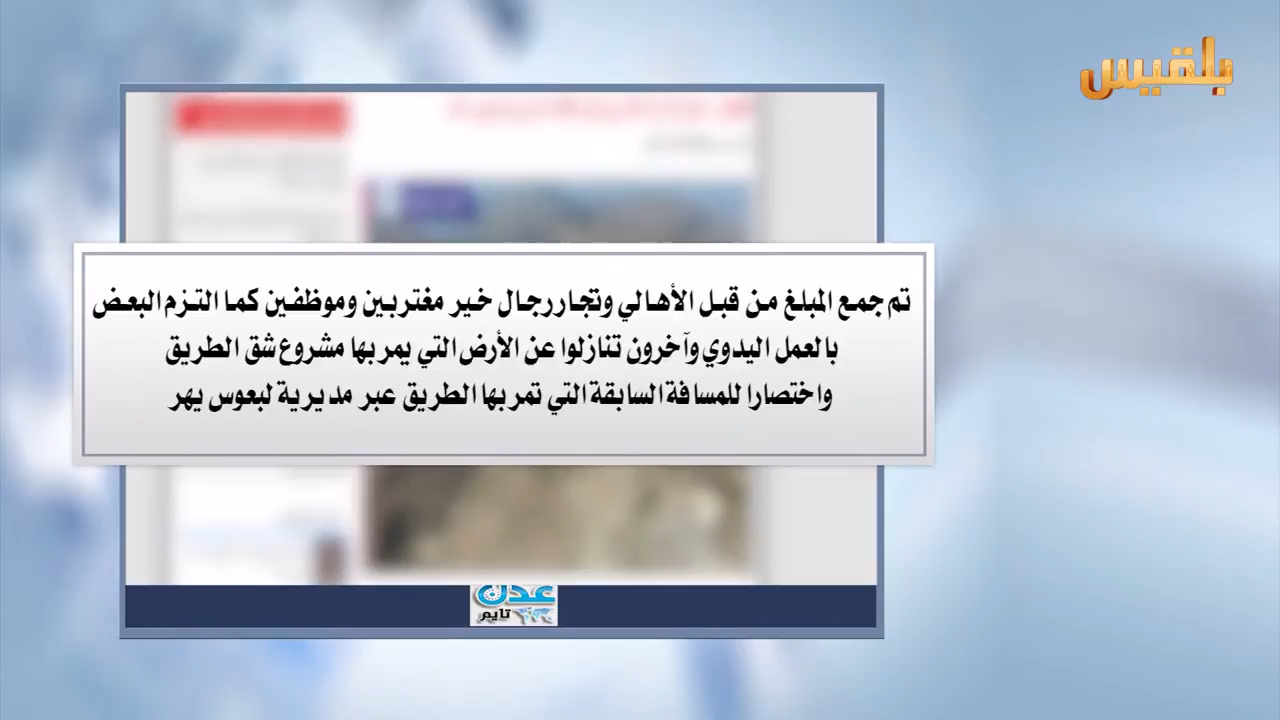 بلقيس
تم جمع المبلغ من قبل الأهالي وتجار رجال خير مغتربين وموظفين كما التزم البعض
بالعمل اليدوي وآخرون تنازلوا عن الأرض التي يمر بها مشروع شق الطريق
واختصارا للمسافة السابقة التي تمر بها الطريق عبر مديرية لبعوس يهر
عدن
تايم